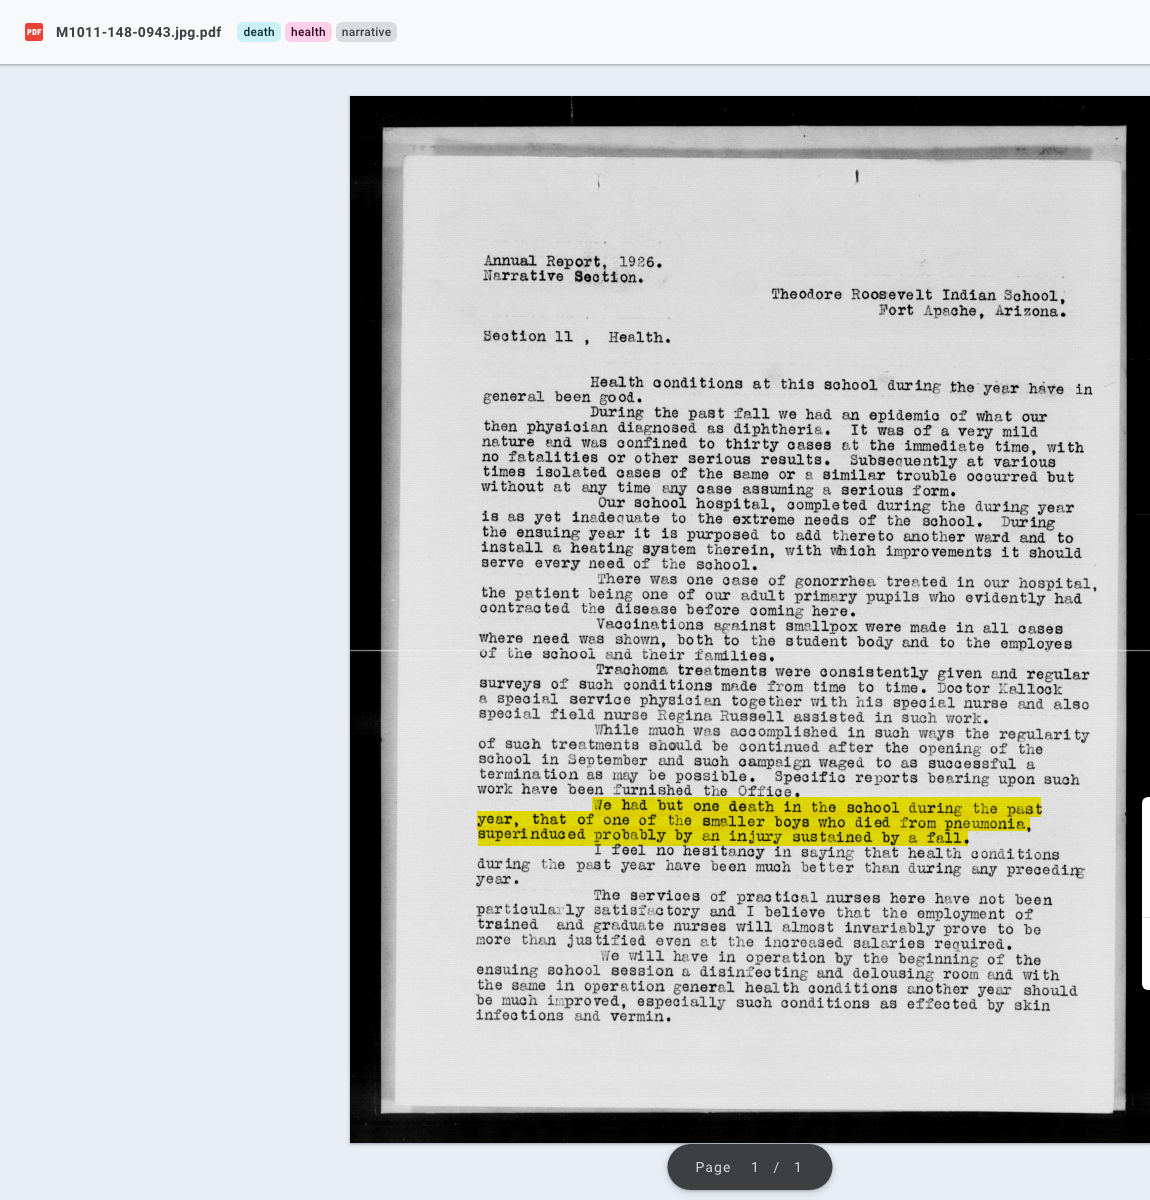 PDF M1011-148-0943.jpg.pdf death health narrative
Annual Report, 1926.
Narrative Section.
Theodore Roosevelt Indian School,
Fort Apache, Arizona.
Section 11 , Health.
Health conditions at this school during the year have in
general been good.
During the past fall we had an epidemic of what our
then physician diagnosed as diphtheria. It was of a very mild
nature and was confined to thirty cases at the immediate time, with
no fatalities or other serious results. Subsequently at various
times isolated cases of the same or a similar trouble occurred but
without at any time any case assuming a serious form.
Our school hospital, completed during the during year
is as yet inadequate to the extreme needs of the school. During
the ensuing year it is purposed to add thereto another ward and to
install a heating system therein, with which improvements it should
serve every need of the school.
There was one case of gonorrhea treated in our hospital,
the patient being one of our adult primary pupils who evidently had
contracted the disease before coming here.
Vaccinations against smallpox were made in all cases
where need was shown, both to the student body and to the employes
of the school and their families.
Trachoma treatments were consistently given and regular
surveys of such conditions made from time to time. Doctor Kallock
a special service physician together with his special nurse and also
special field nurse Regina Russell assisted in such work.
While much was accomplished in such ways the regularity
of such treatments should be continued after the opening of the
school in September and such campaign waged to as successful a
termination as may be possible. Specific reports bearing upon such
work have been furnished the Office.
We had but one death in the school during the past
year, that of one of the smaller boys who died from pneumonia,
superinduced probably by an injury sustained by a fall.
I feel no hesitancy in saying that health conditions
during the past year have been much better than during any preceding
year.
The services of practical nurses here have not been
particularly satisfactory and I believe that the employment of
trained and graduate nurses will almost invariably prove to be
more than justified even at the increased salaries required.
We will have in operation by the beginning of the
ensuing school session a disinfecting and delousing room and with
the same in operation general health conditions another year should
be much improved, especially such conditions as effected by skin
infections and vermin.
Page 1 / 1